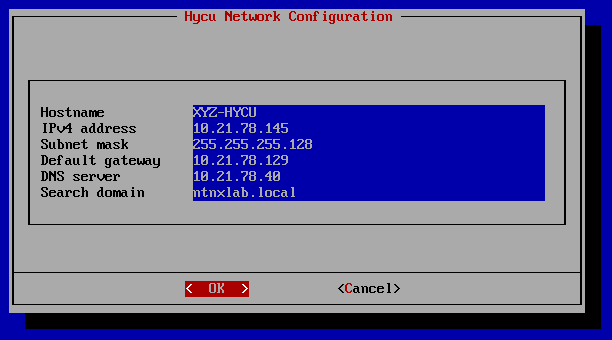 Hycu Network Configuration
Hostname XYZ-HYCU
IPv4 address 10.21.78.145
Subnet mask 255.255.255.128
Default gateway 10.21.78.129
DNS server 10.21.78.40
Search domain ntnxlab.local
< OK > <Cancel>